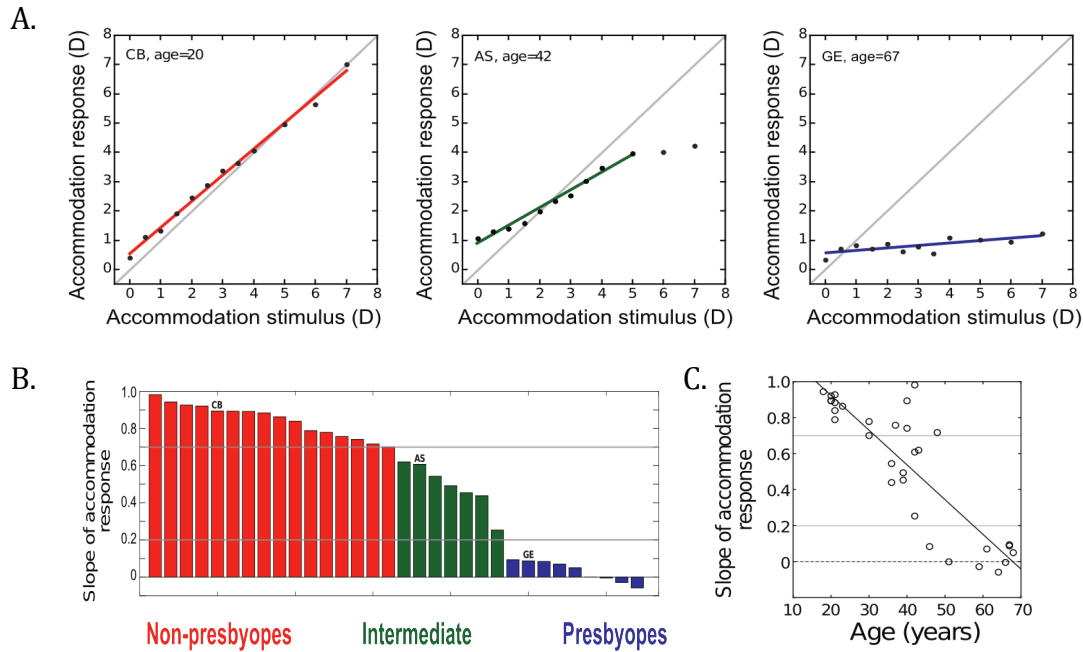 A.
CB, age=20
Accommodation response (D)
8
7
6
5
4
3
2
1
0
0 1 2 3 4 5 6 7 8
Accommodation stimulus (D)
AS, age=42
Accommodation response (D)
8
7
6
5
4
3
2
1
0
0 1 2 3 4 5 6 7 8
Accommodation stimulus (D)
GE, age=67
Accommodation response (D)
8
7
6
5
4
3
2
1
0
0 1 2 3 4 5 6 7 8
Accommodation stimulus (D)
B.
Slope of accommodation
response
1.0
0.8
0.6
0.4
0.2
0
CB
AS
GE
Non-presbyopes Intermediate Presbyopes
C.
Slope of accommodation
response
1.0
0.8
0.6
0.4
0.2
0
10 20 30 40 50 60 70
Age (years)